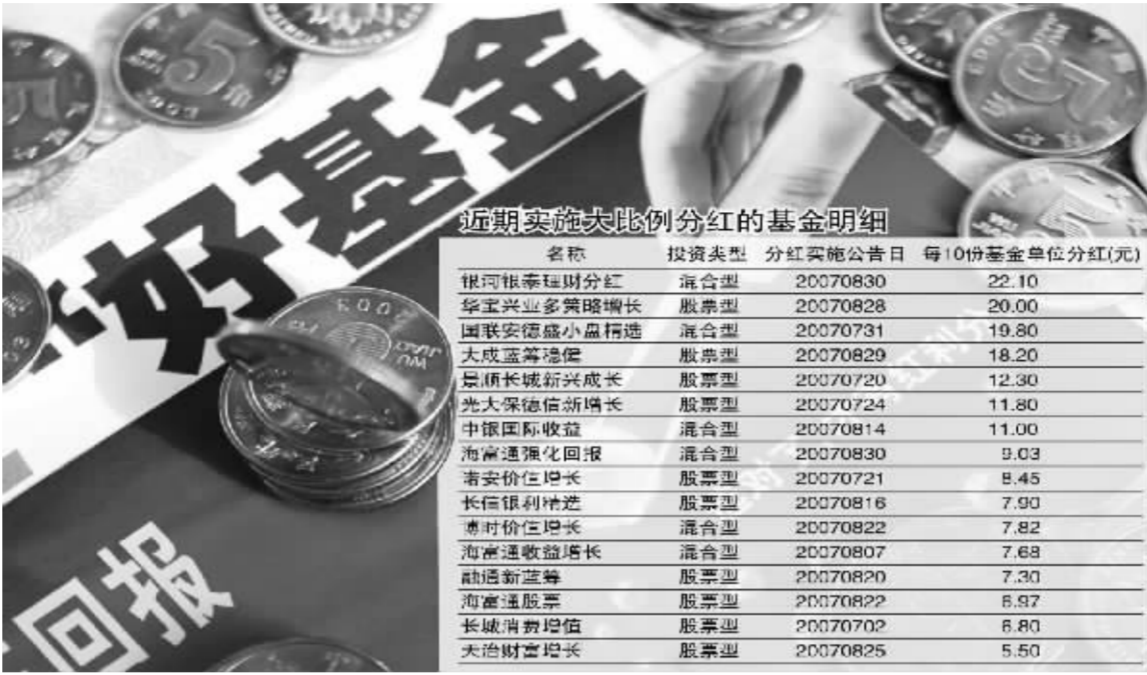 好基金
回报
近期实施大比例分红的基金明细
名称 投资类型 分红实施公告日 每10份基金单位分红(元)
银河银泰理财分红 混合型 20070830 22.10
华宝兴业多策略增长 股票型 20070828 20.00
国联安德盛小盘精选 混合型 20070731 19.80
大成蓝筹稳健 股票型 20070829 18.20
景顺长城新兴成长 股票型 20070720 12.30
光大保德信新增长 股票型 20070724 11.80
中银国际收益 混合型 20070814 11.00
海富通强化回报 混合型 20070830 9.03
诺安价值增长 股票型 20070721 8.45
长信银利精选 股票型 20070816 7.90
博时价值增长 混合型 20070822 7.82
海富通收益增长 混合型 20070807 7.68
融通新蓝筹 股票型 20070820 7.30
海富通股票 股票型 20070822 6.97
长城消费增值 股票型 20070702 6.80
天治财富增长 股票型 20070825 5.50